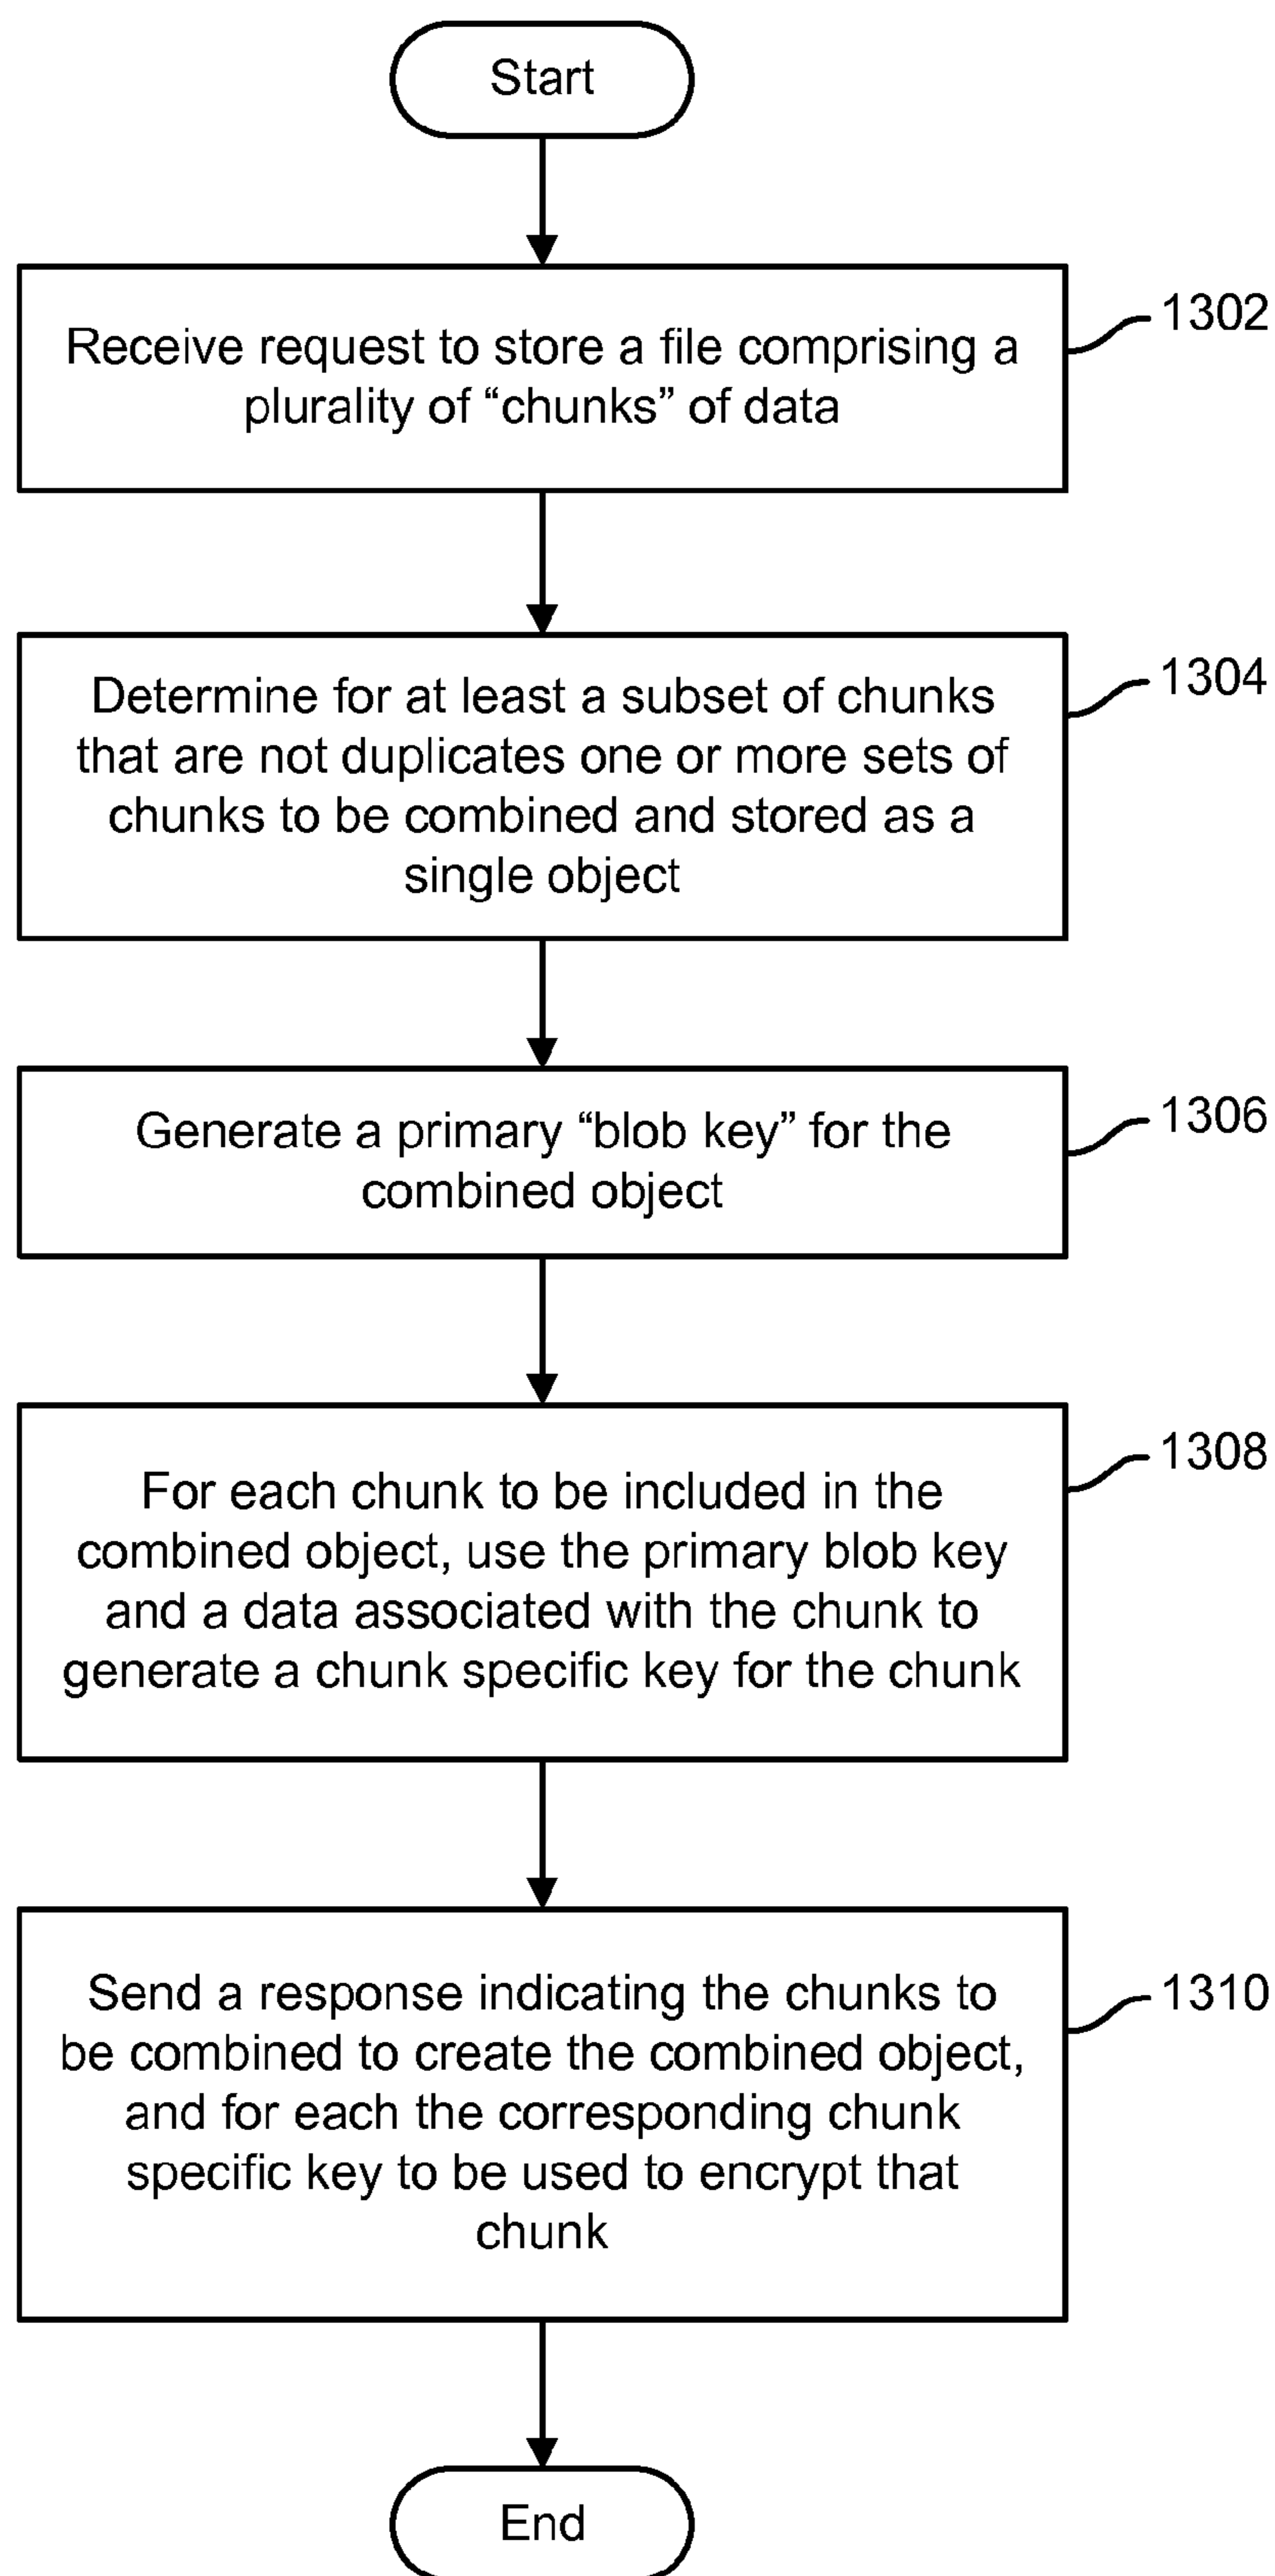 Start
Receive request to store a file comprising a
plurality of “chunks” of data
1302
Determine for at least a subset of chunks
that are not duplicates one or more sets of
chunks to be combined and stored as a
single object
1304
Generate a primary “blob key” for the
combined object
1306
For each chunk to be included in the
combined object, use the primary blob key
and a data associated with the chunk to
generate a chunk specific key for the chunk
1308
Send a response indicating the chunks to
be combined to create the combined object,
and for each the corresponding chunk
specific key to be used to encrypt that
chunk
1310
End